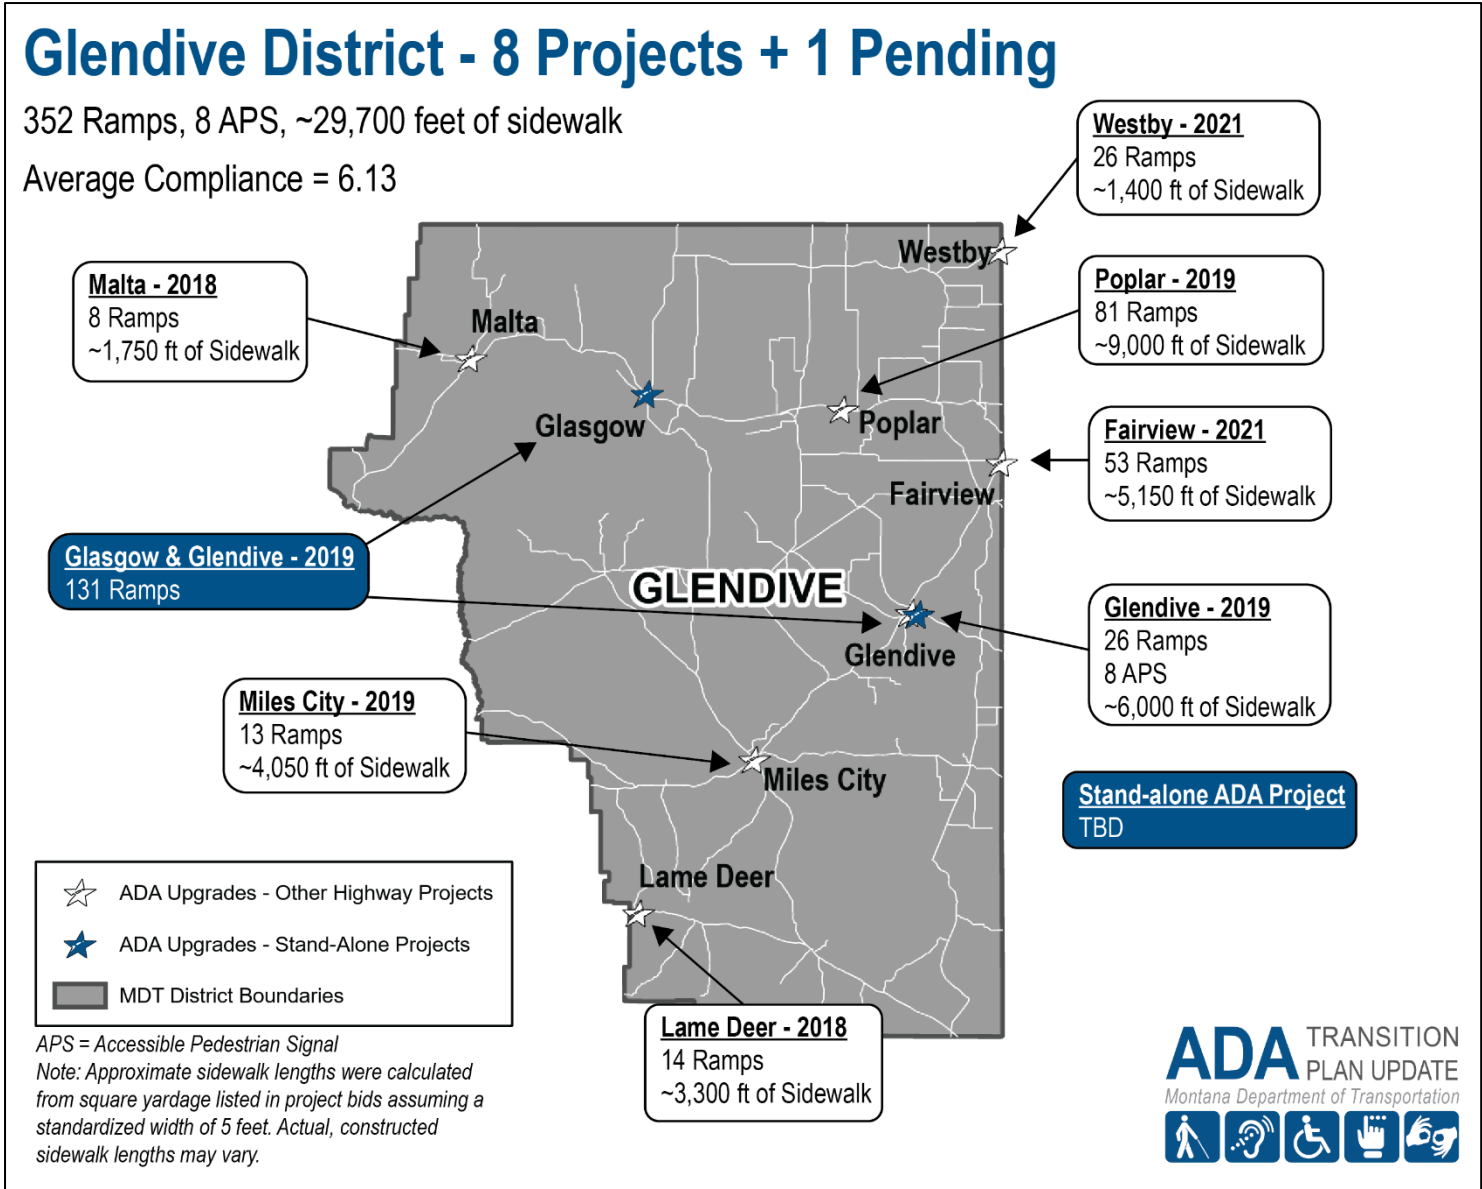 Glendive District - 8 Projects + 1 Pending
352 Ramps, 8 APS, ~29,700 feet of sidewalk
Average Compliance = 6.13
Westby - 2021
26 Ramps
~1,400 ft of Sidewalk
Westby
Malta - 2018
8 Ramps
~1,750 ft of Sidewalk
Malta
Poplar - 2019
81 Ramps
~9,000 ft of Sidewalk
Glasgow
Poplar
Fairview - 2021
53 Ramps
~5,150 ft of Sidewalk
Fairview
Glasgow & Glendive - 2019
131 Ramps
GLENDIVE
Glendive
Glendive - 2019
26 Ramps
8 APS
~6,000 ft of Sidewalk
Miles City - 2019
13 Ramps
~4,050 ft of Sidewalk
Miles City
Stand-alone ADA Project
TBD
Lame Deer
ADA Upgrades - Other Highway Projects
ADA Upgrades - Stand-Alone Projects
MDT District Boundaries
Lame Deer - 2018
14 Ramps
~3,300 ft of Sidewalk
APS = Accessible Pedestrian Signal
Note: Approximate sidewalk lengths were calculated
from square yardage listed in project bids assuming a
standardized width of 5 feet. Actual, constructed
sidewalk lengths may vary.
ADA TRANSITION
PLAN UPDATE
Montana Department of Transportation